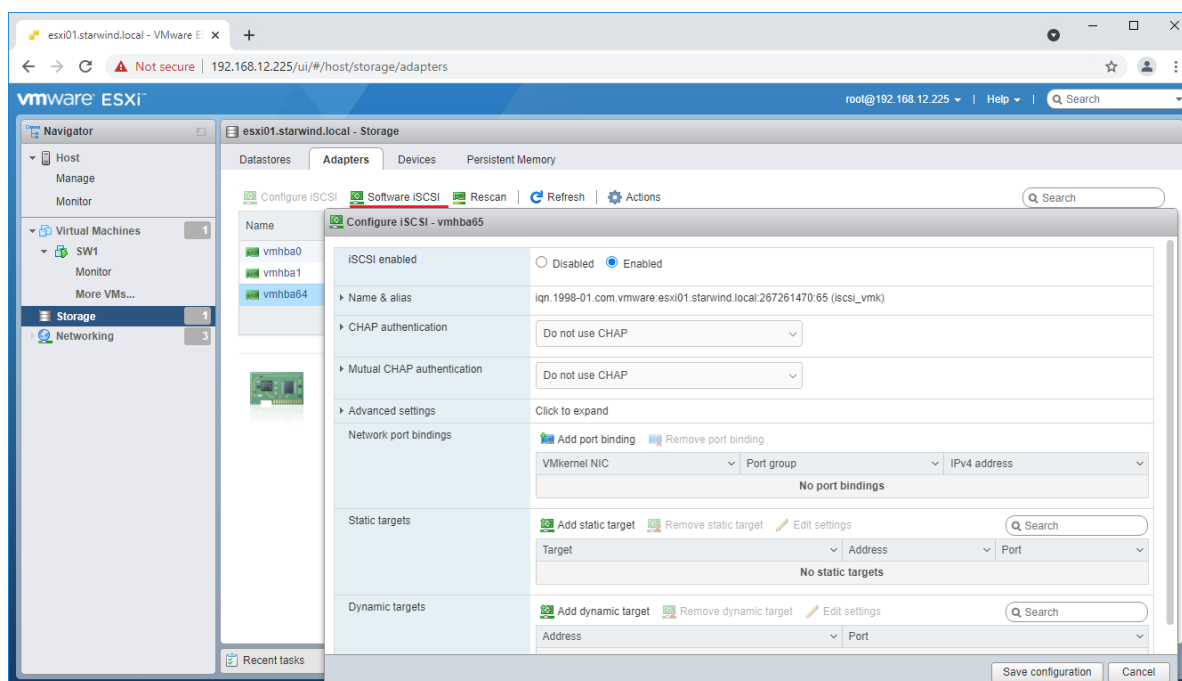 esxi01.starwind.local - VMware E
Not secure | 192.168.12.225/ui/#/host/storage/adapters
vmware ESXi™
root@192.168.12.225 | Help | Search
Navigator
Host
Manage
Monitor
Virtual Machines 1
SW1
Monitor
More VMs...
Storage 1
Networking 3
esxi01.starwind.local - Storage
Datastores Adapters Devices Persistent Memory
Configure iSCSI Software iSCSI Rescan | Refresh | Actions Search
Name
vmhba0
vmhba1
vmhba64
Configure iSCSI - vmhba65
iSCSI enabled Disabled Enabled
Name & alias iqn.1998-01.com.vmware:esxi01.starwind.local:267261470:65 (iscsi_vmk)
CHAP authentication Do not use CHAP
Mutual CHAP authentication Do not use CHAP
Advanced settings Click to expand
Network port bindings Add port binding Remove port binding
VMkernel NIC Port group IPv4 address
No port bindings
Static targets Add static target Remove static target Edit settings Search
Target Address Port
No static targets
Dynamic targets Add dynamic target Remove dynamic target Edit settings Search
Address Port
Recent tasks
Save configuration Cancel